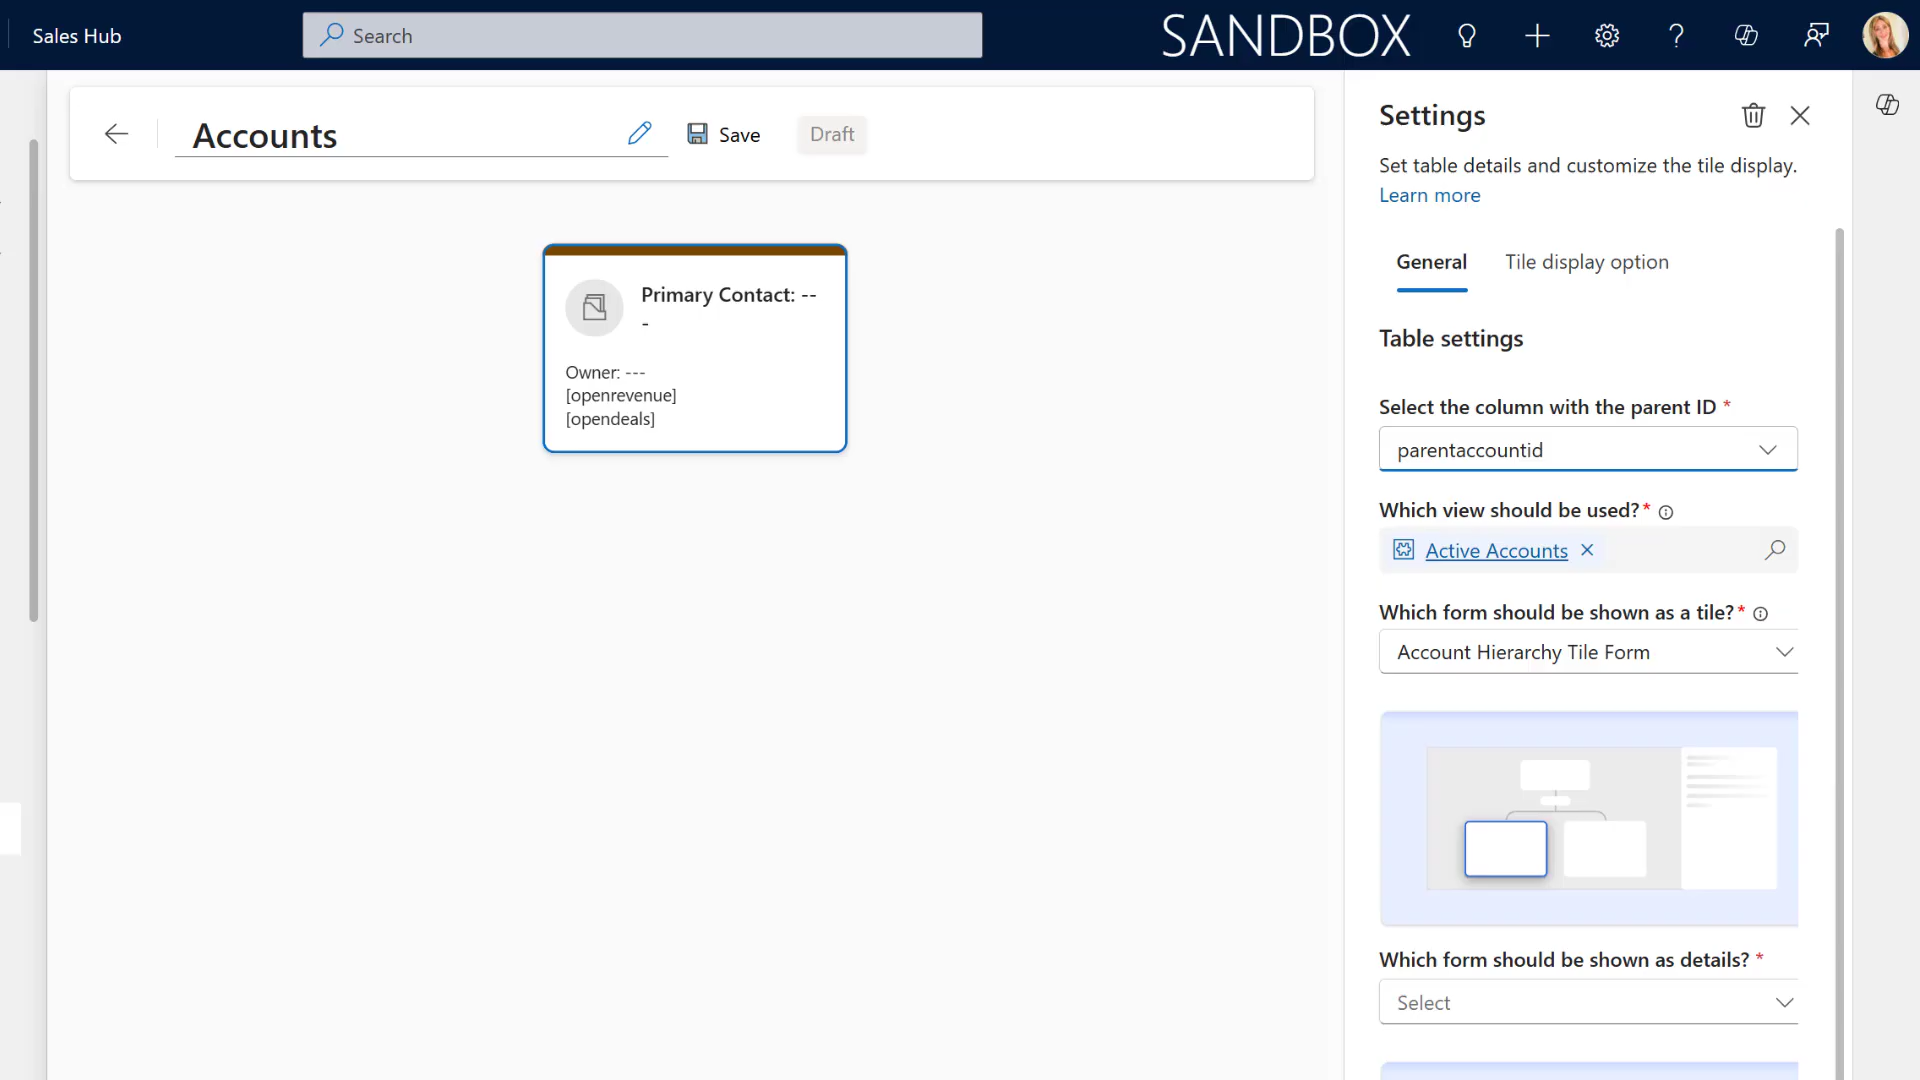 Sales Hub
Search
SANDBOX
Accounts
Save
Draft
Primary Contact: --
-
Owner: ---
[openrevenue]
[opendeals]
Settings
Set table details and customize the tile display.
Learn more
General
Tile display option
Table settings
Select the column with the parent ID *
parentaccountid
Which view should be used?*
Active Accounts
Which form should be shown as a tile?*
Account Hierarchy Tile Form
Which form should be shown as details? *
Select